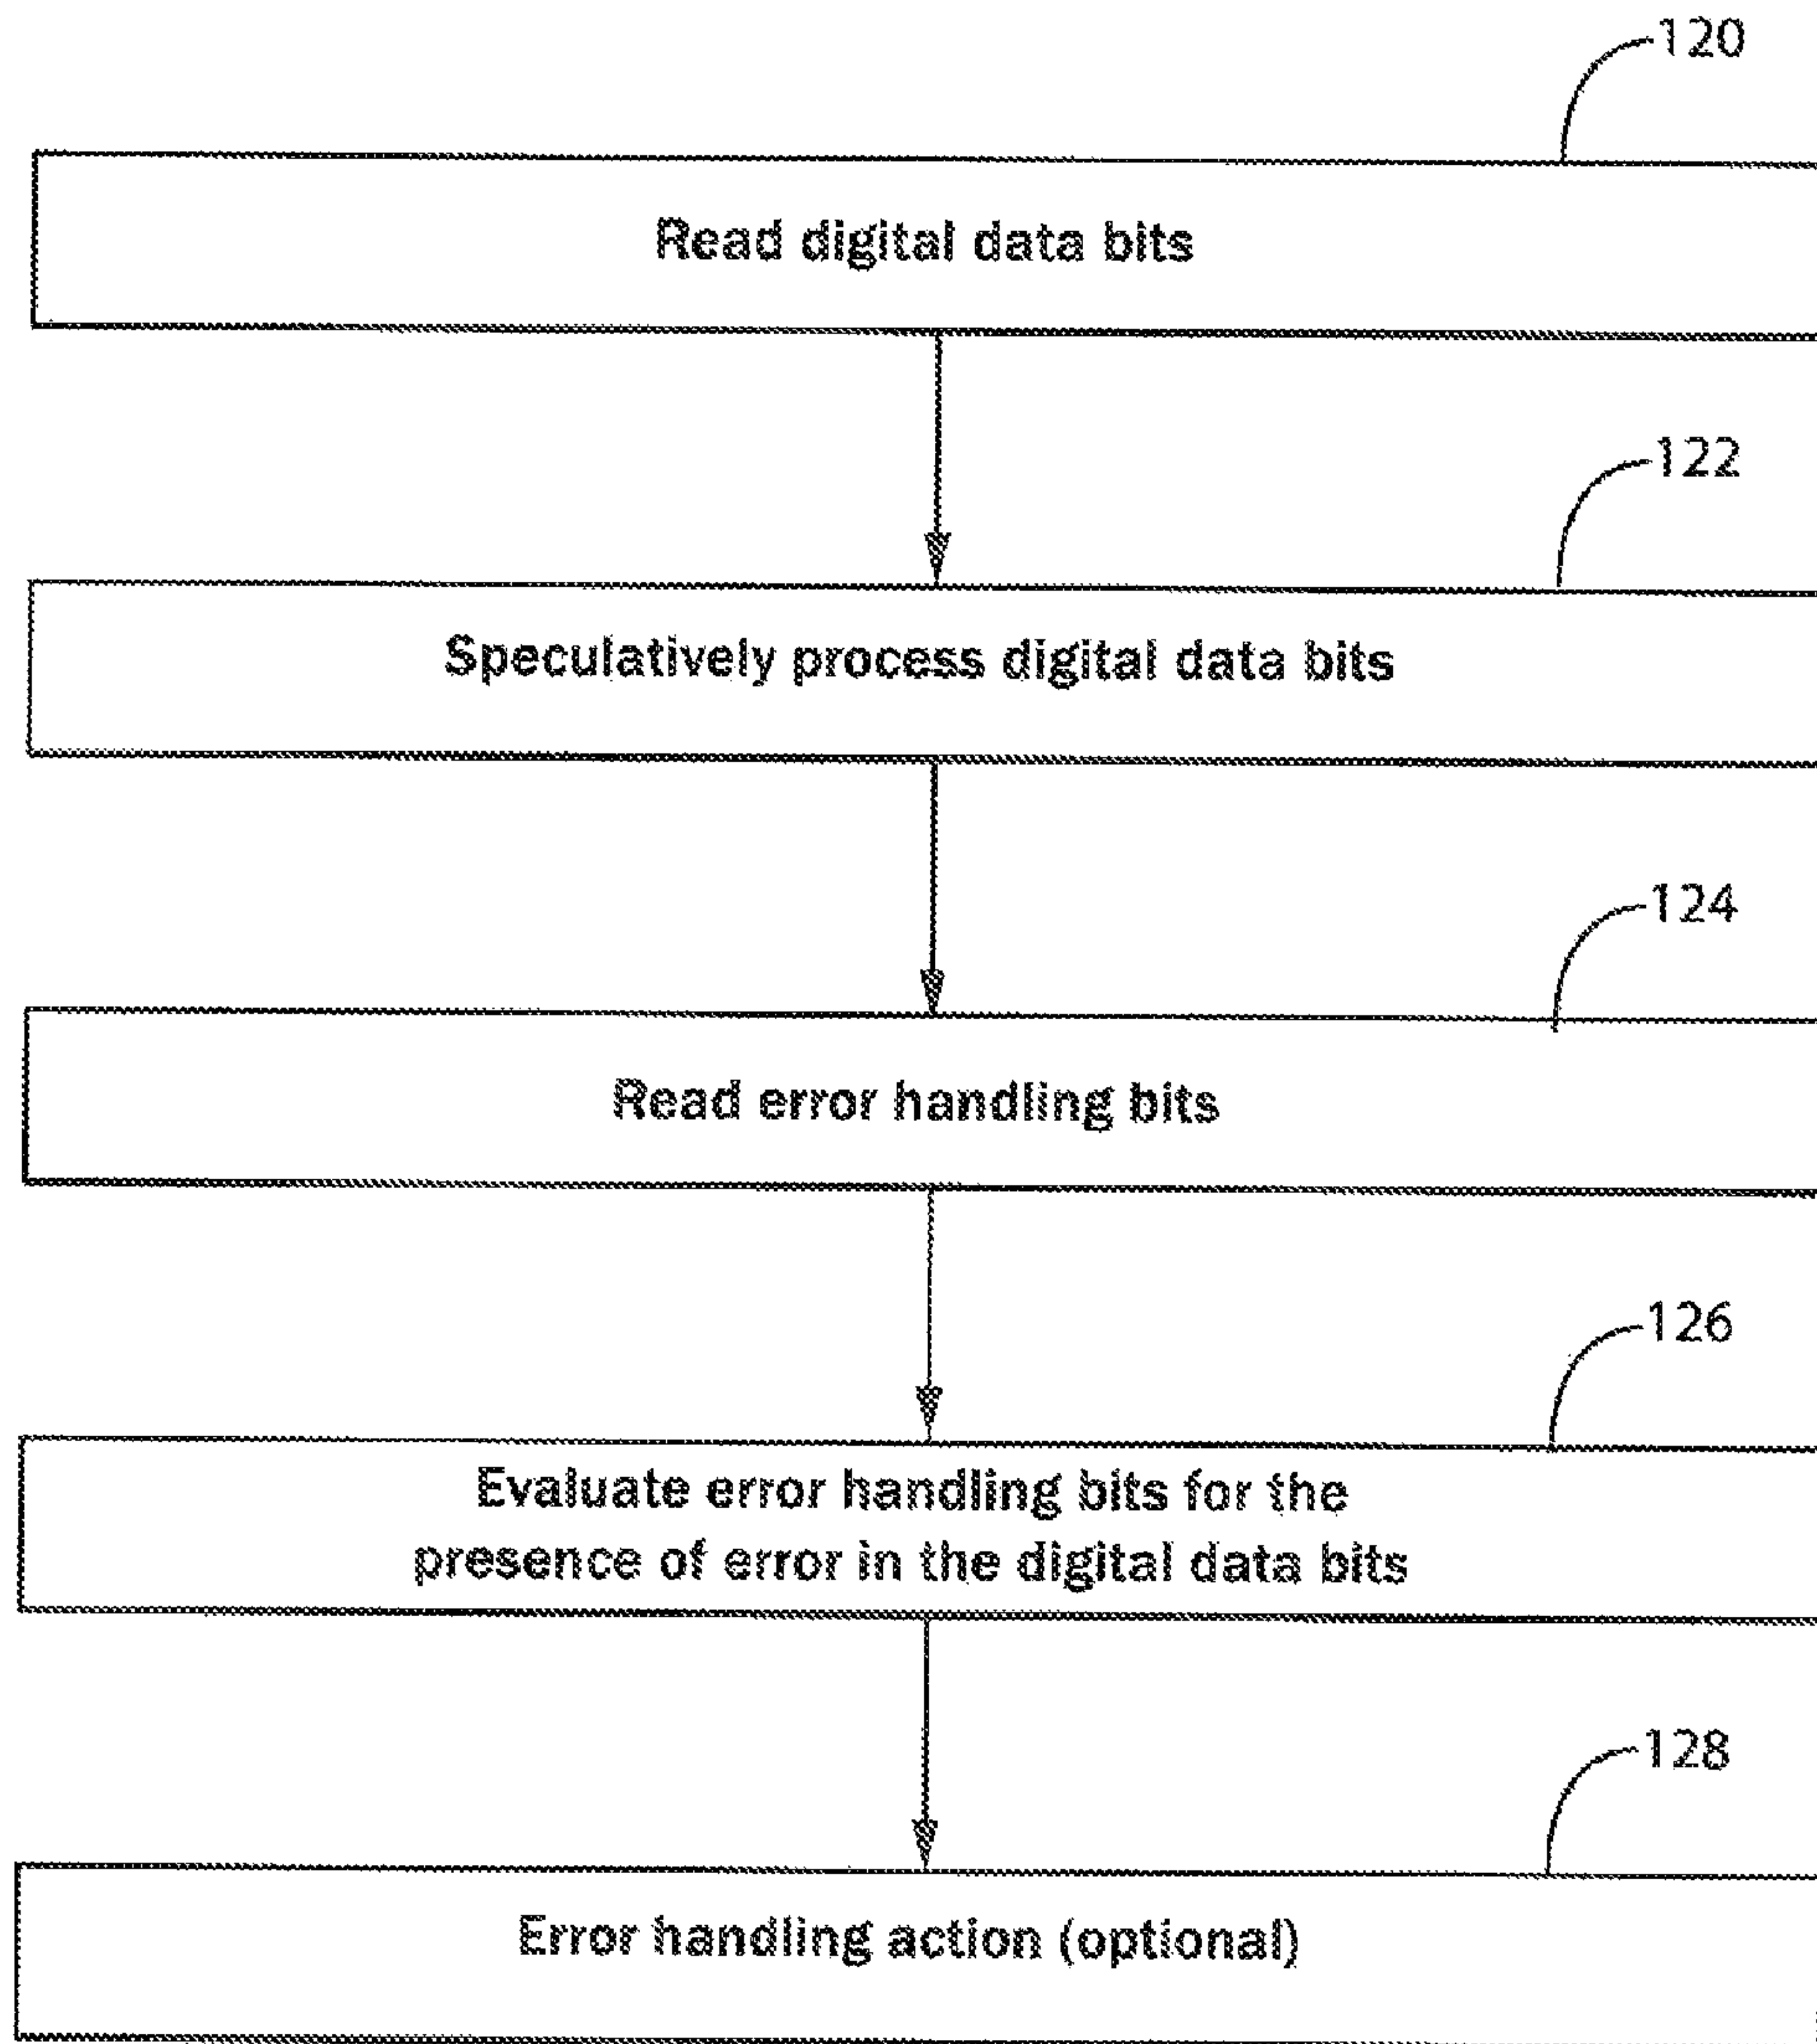 120
Read digital data bits
122
Speculatively process digital data bits
124
Read error handling bits
126
Evaluate error handling bits for the
presence of error in the digital data bits
128
Error handling action (optional)